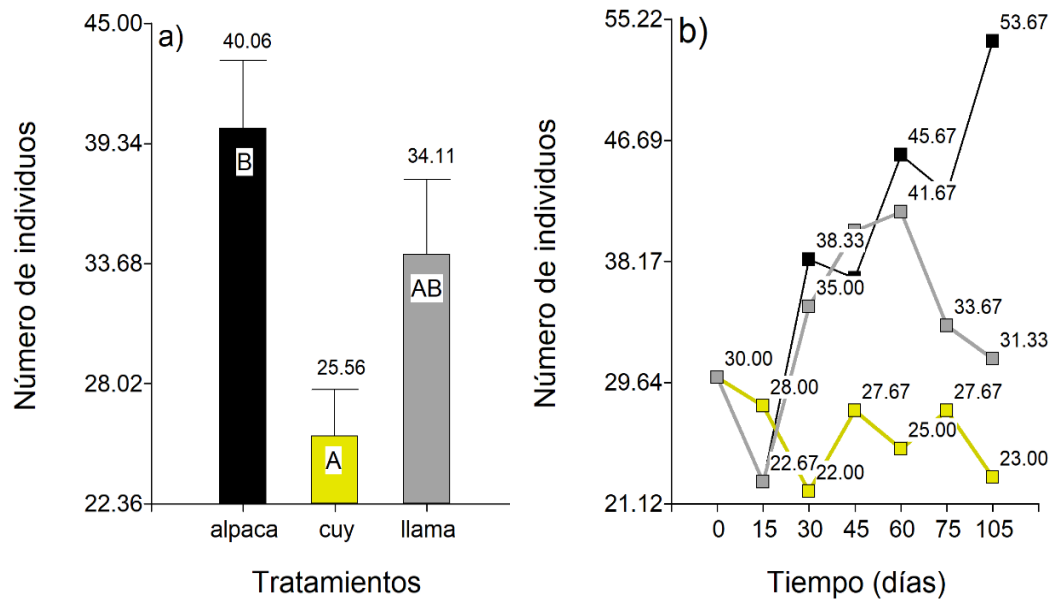 a)
Número de individuos
45.00
39.34
33.68
28.02
22.36
40.06
25.56
34.11
B
A
AB
alpaca cuy llama
Tratamientos
b)
Número de individuos
55.22
46.69
38.17
29.64
21.12
53.67
45.67
41.67
38.33
35.00
33.67
31.33
30.00
28.00
27.67
27.67
25.00
22.67
22.00
23.00
0 15 30 45 60 75 105
Tiempo (días)